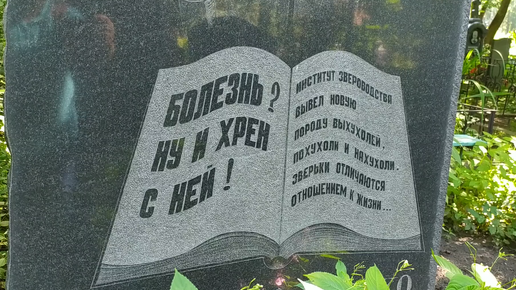 БОЛЕЗНЬ?
НУ И ХРЕН
С НЕЙ!
ИНСТИТУТ ЗВЕРОВОДСТВА
ВЫВЕЛ НОВУЮ
ПОРОДУ ВЫХУХОЛЕЙ.
ПОХУХОЛИ И НАХУХОЛИ.
ЗВЕРЬКИ ОТЛИЧАЮТСЯ
ОТНОШЕНИЕМ К ЖИЗНИ...